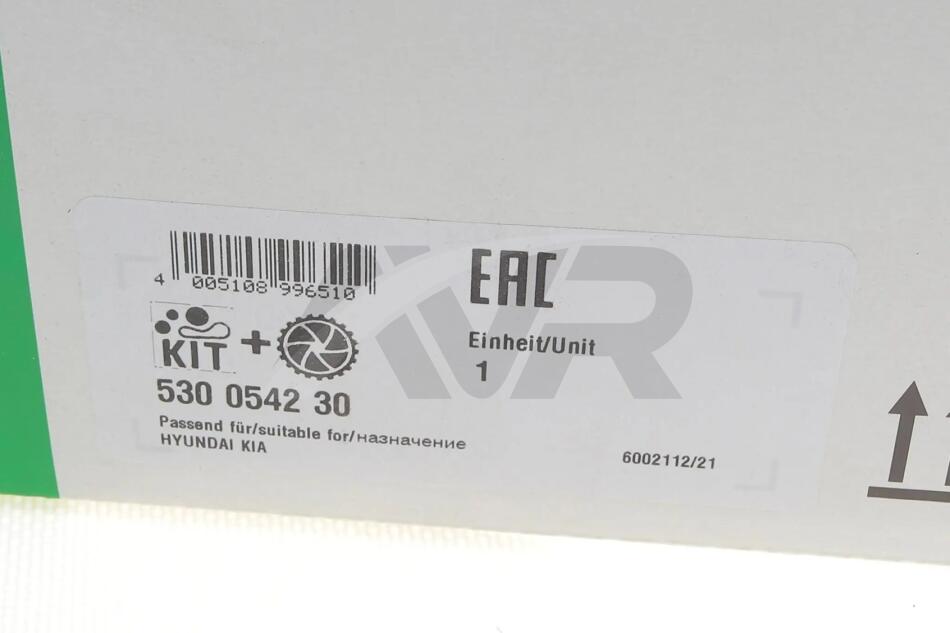 4 005108 996510
EAC
KIT +
Einheit/Unit
1
530 0542 30
Passend für/suitable for/назначение
HYUNDAI KIA
6002112/21
VR